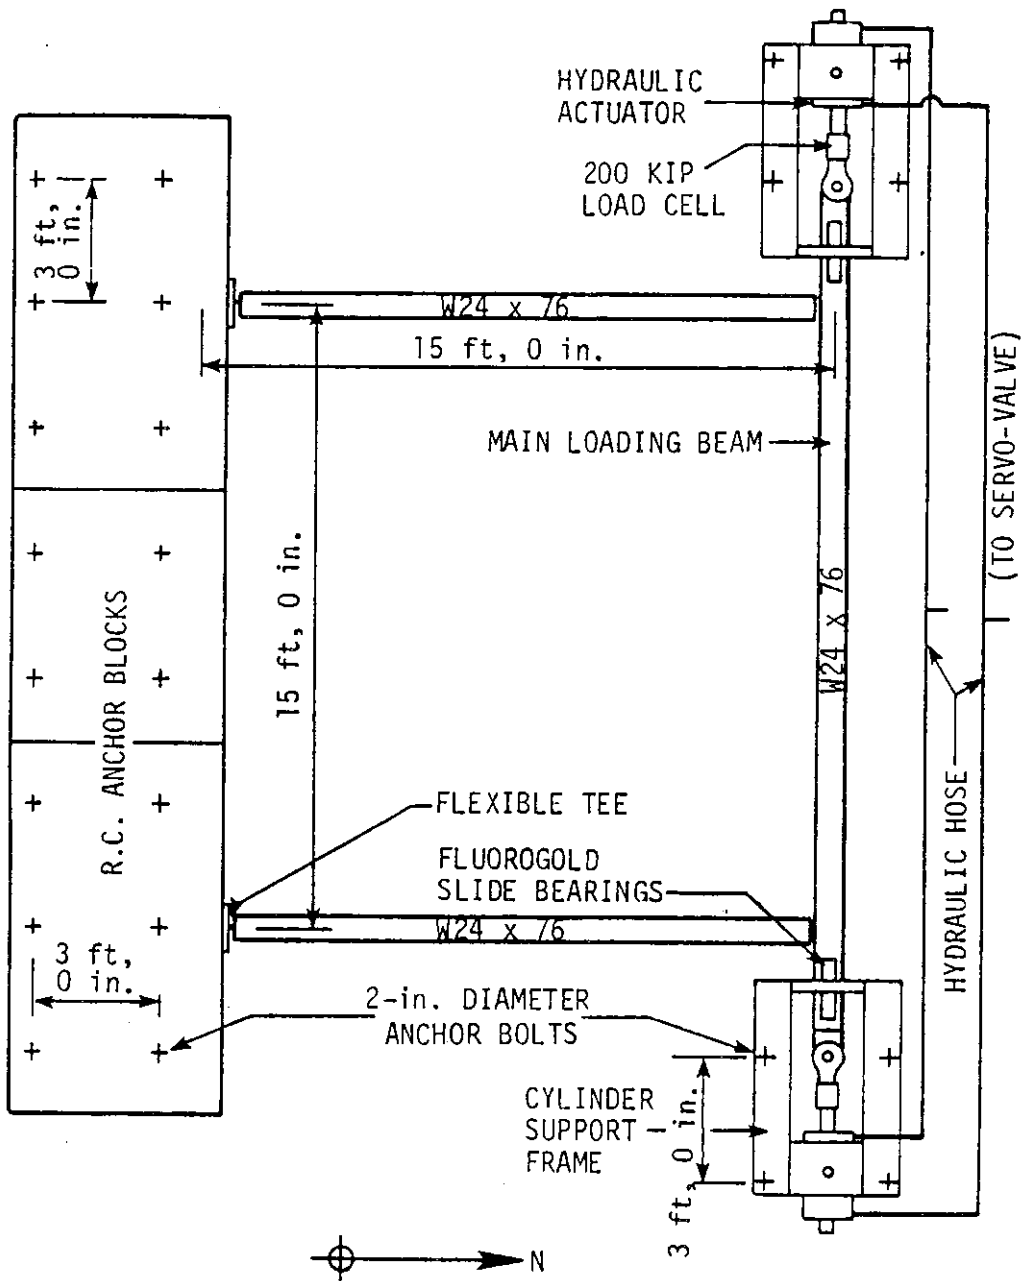 HYDRAULIC
ACTUATOR
200 KIP
LOAD CELL
3 ft,
0 in.
W24 x 76
15 ft, 0 in.
MAIN LOADING BEAM
(TO SERVO-VALVE)
15 ft, 0 in.
W24 x 76
R.C. ANCHOR BLOCKS
FLEXIBLE TEE
FLUOROGOLD
SLIDE BEARINGS
HYDRAULIC HOSE
W24 x 76
3 ft,
0 in.
2-in. DIAMETER
ANCHOR BOLTS
CYLINDER
SUPPORT
FRAME
3 ft, 0 in.
N